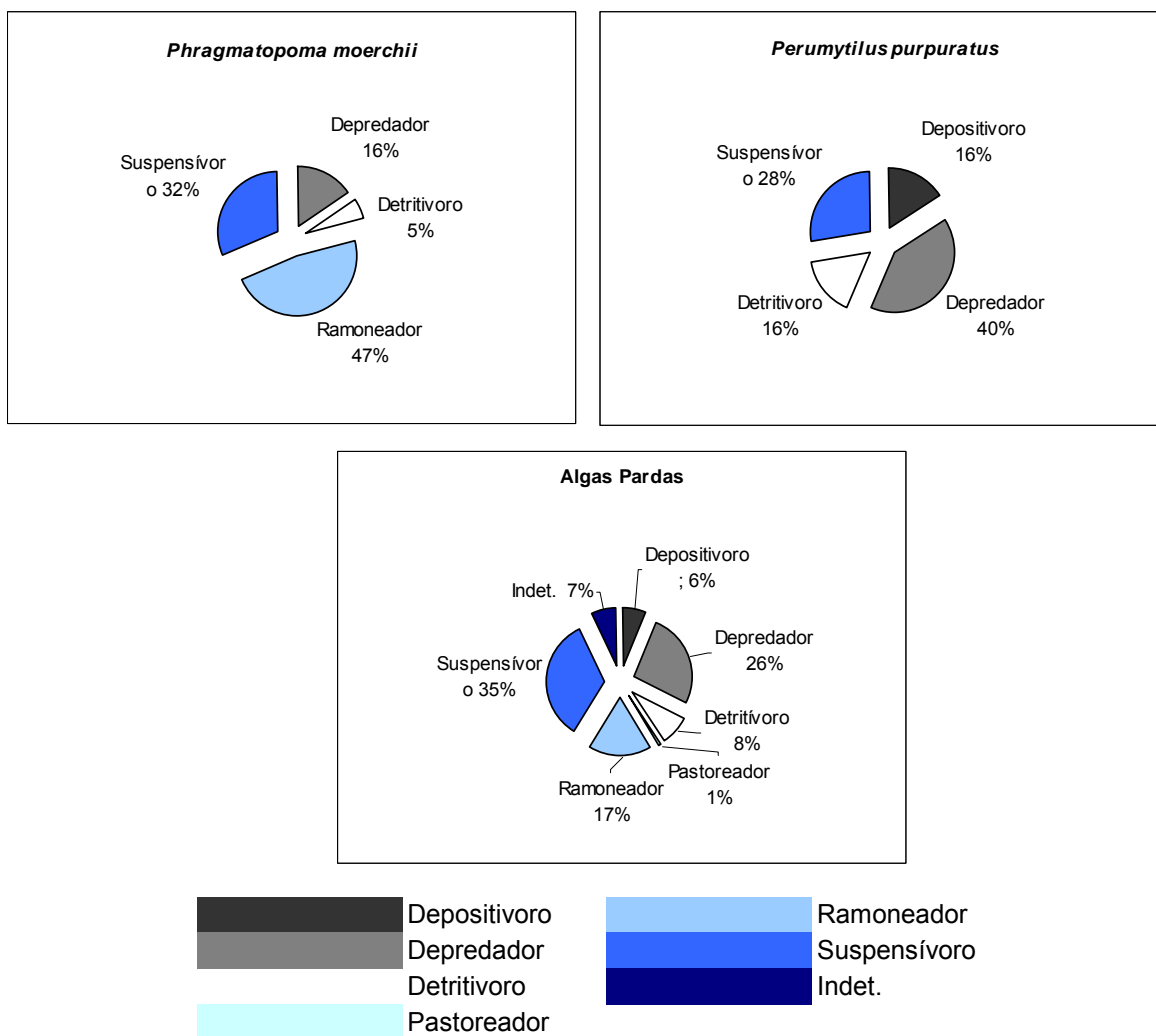 Phragmatopoma moerchii
Depredador
16%
Suspensívor
o 32%
Detritivoro
5%
Ramoneador
47%
Perumytilus purpuratus
Depositivoro
16%
Suspensívor
o 28%
Detritivoro
16%
Depredador
40%
Algas Pardas
Depositivoro
; 6%
Indet. 7%
Depredador
26%
Suspensívor
o 35%
Detritívoro
8%
Pastoreador
1%
Ramoneador
17%
Depositivoro
Depredador
Detritivoro
Pastoreador
Ramoneador
Suspensívoro
Indet.